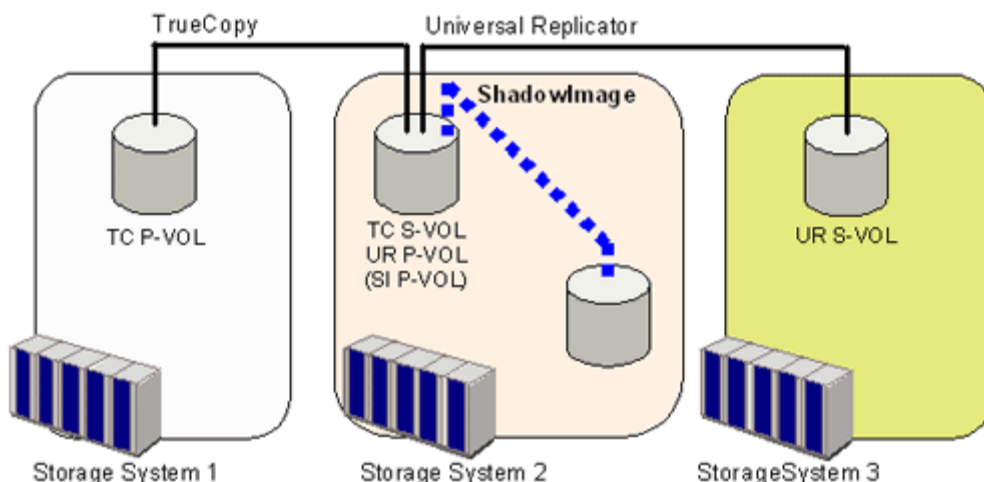 TrueCopy
Universal Replicator
ShadowImage
TC P-VOL
TC S-VOL
UR P-VOL
(SI P-VOL)
UR S-VOL
Storage System 1
Storage System 2
StorageSystem 3